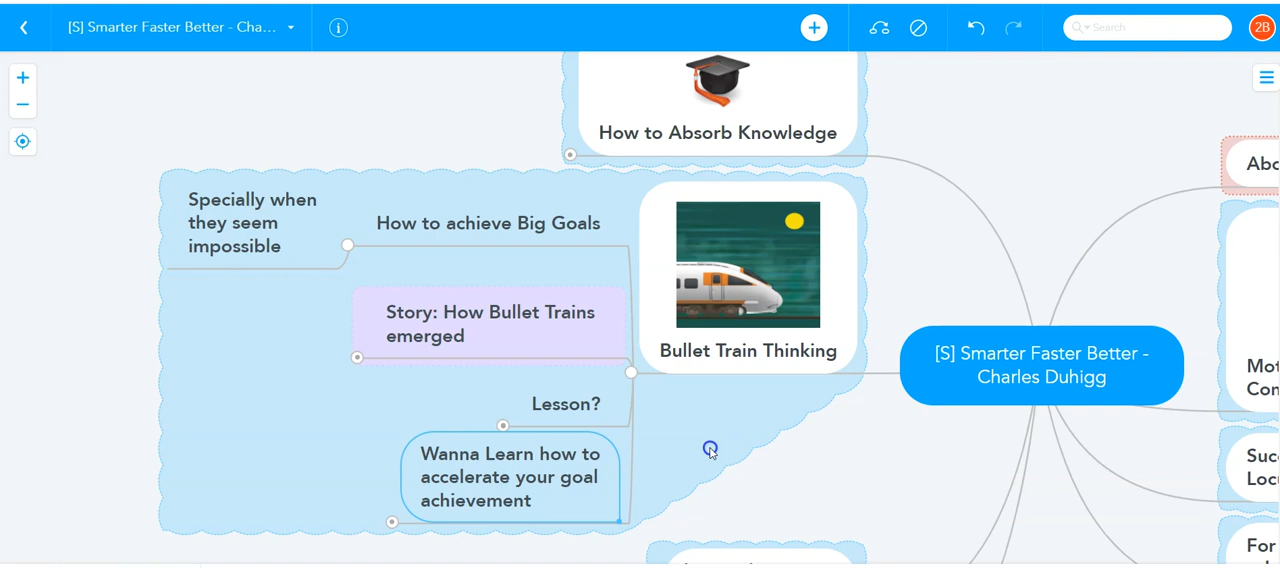 [S] Smarter Faster Better - Cha...
Search
2B
How to Absorb Knowledge
Specially when
they seem
impossible
How to achieve Big Goals
Story: How Bullet Trains
emerged
Bullet Train Thinking
Lesson?
Wanna Learn how to
accelerate your goal
achievement
[S] Smarter Faster Better -
Charles Duhigg
Abo
Mot
Con
Suc
Loc
For